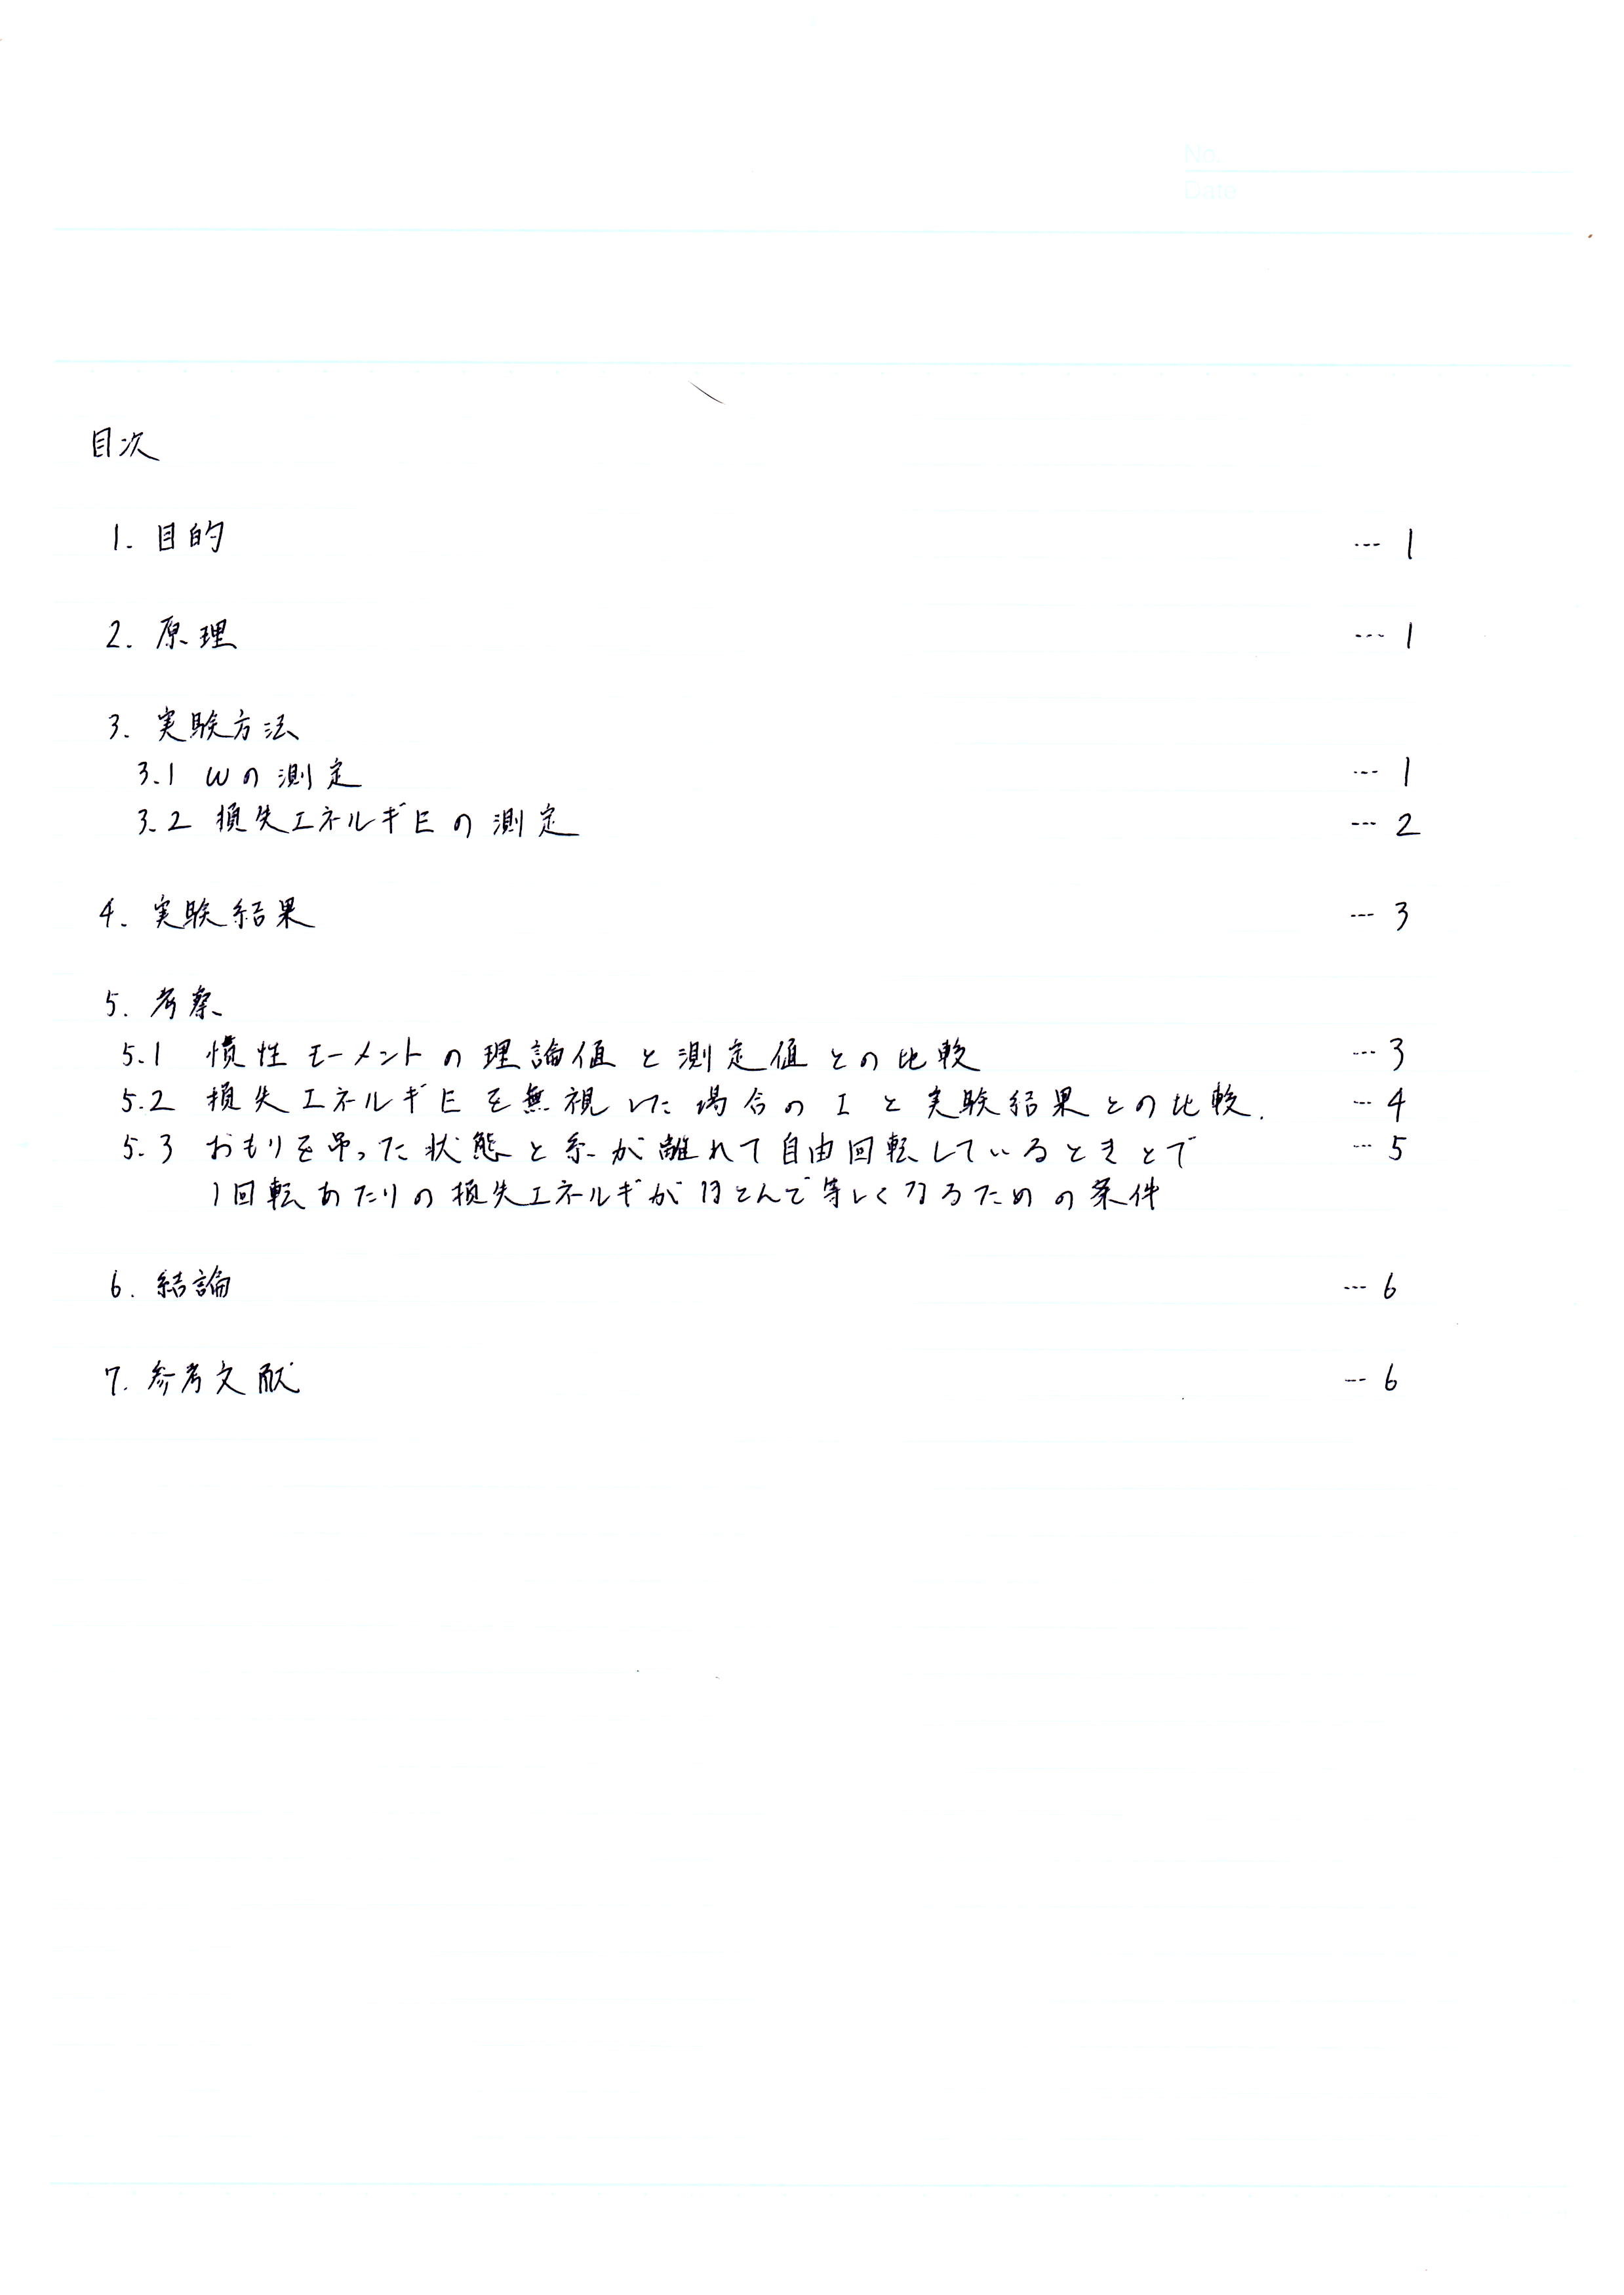 No.
Date
目次
1. 目的 --- 1
2. 原理 --- 1
3. 実験方法
3.1 ωの測定 --- 1
3.2 損失エネルギEの測定 --- 2
4. 実験結果 --- 3
5. 考察
5.1 慣性モーメントの理論値と測定値との比較 --- 3
5.2 損失エネルギEを無視した場合のIと実験結果との比較. --- 4
5.3 おもりを吊った状態と糸が離れて自由回転しているときとで --- 5
1回転あたりの損失エネルギがほとんど等しくなるための条件
6. 結論 --- 6
7. 参考文献 --- 6